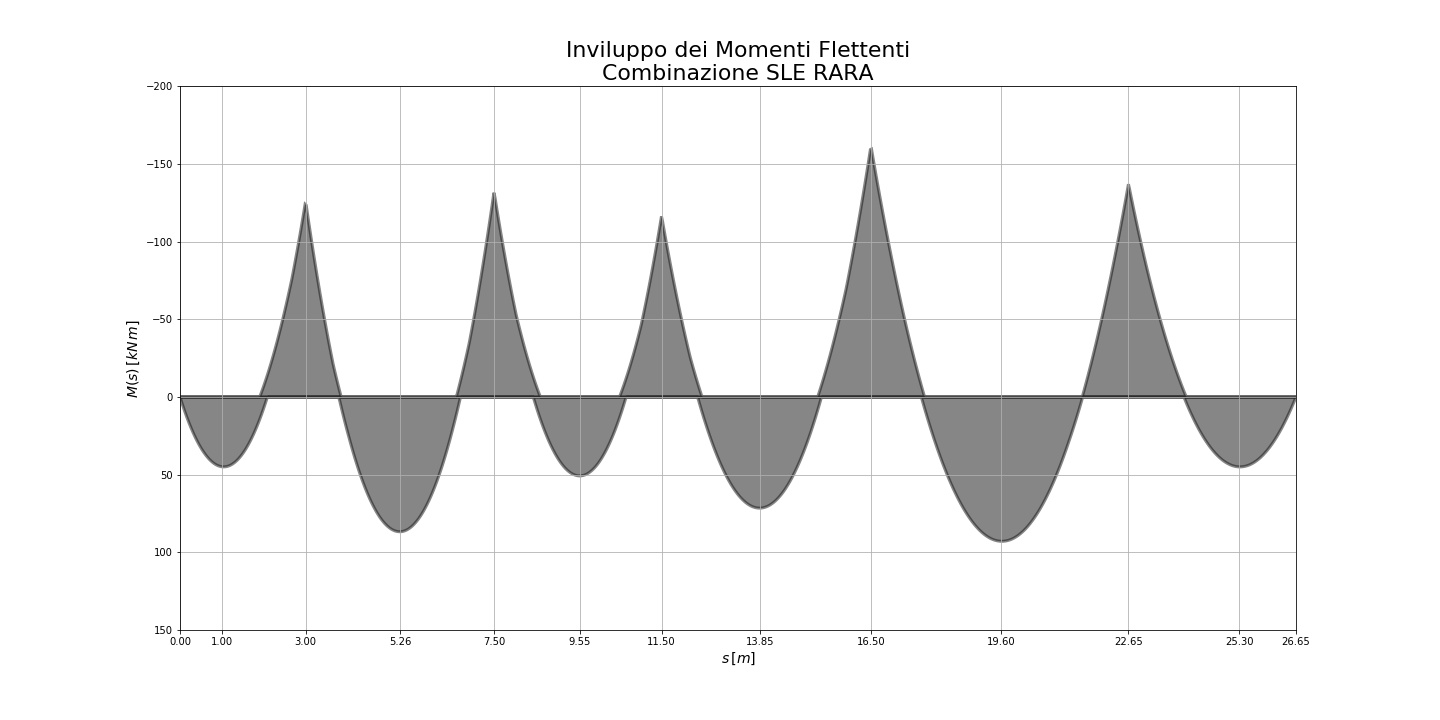 Inviluppo dei Momenti Flettenti
Combinazione SLE RARA
−200
−150
−100
−50
0
50
100
150
M(s) [kNm]
0.00 1.00 3.00 5.26 7.50 9.55 11.50 13.85 16.50 19.60 22.65 25.30 26.65
s [m]